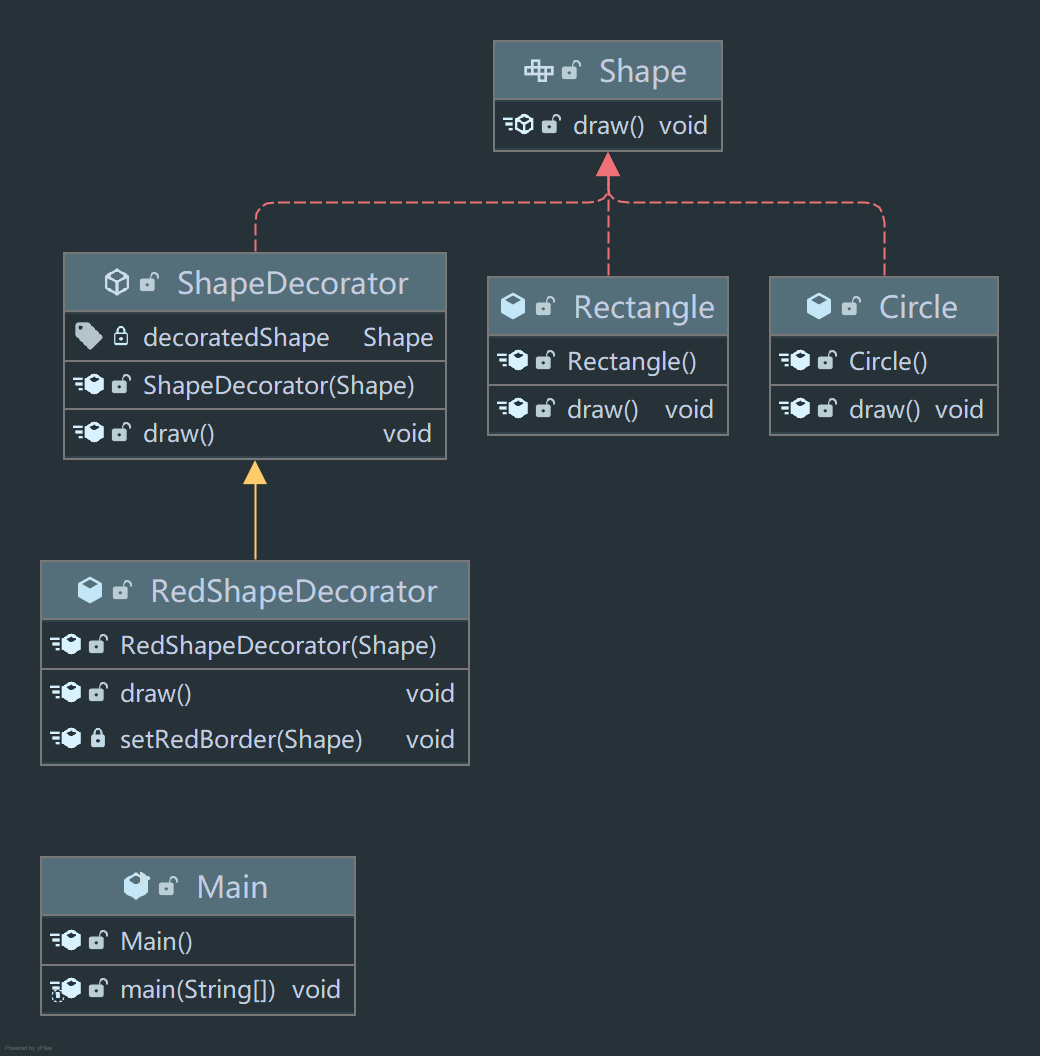 Shape
draw() void
ShapeDecorator
decoratedShape Shape
ShapeDecorator(Shape)
draw() void
Rectangle
Rectangle()
draw() void
Circle
Circle()
draw() void
RedShapeDecorator
RedShapeDecorator(Shape)
draw() void
setRedBorder(Shape) void
Main
Main()
main(String[]) void
Powered by yFiles